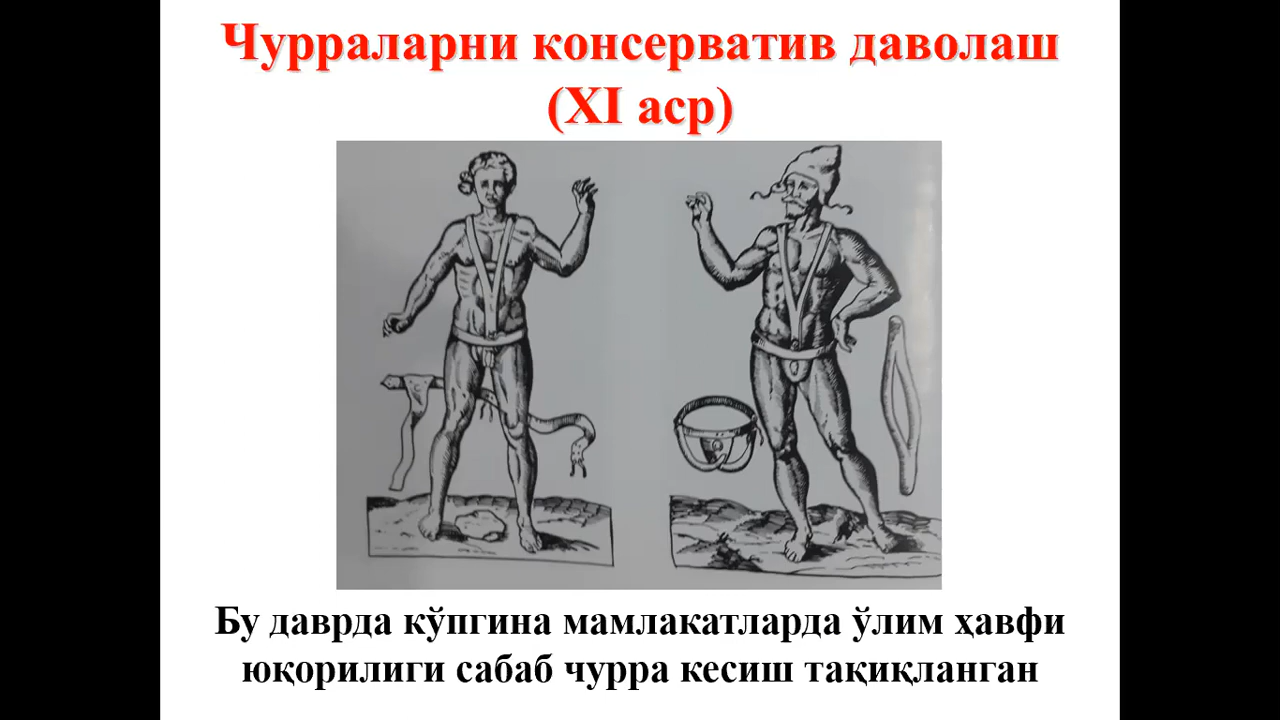 Чурраларни консерватив даволаш
(XI аср)
Бу даврда кўпгина мамлакатларда ўлим ҳавфи
юқорилиги сабаб чурра кесиш тақиқланган